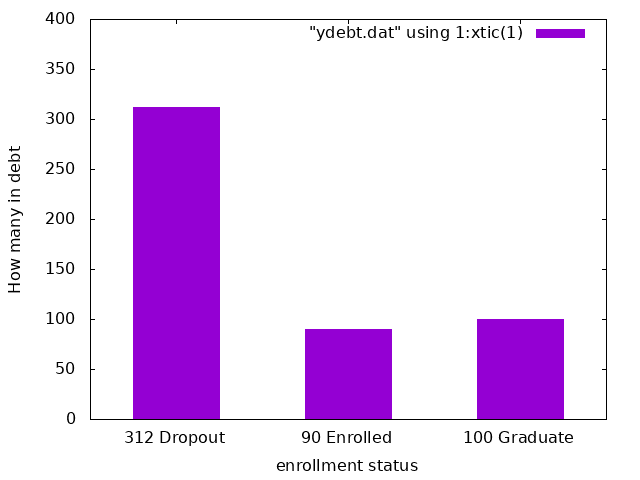 "ydebt.dat" using 1:xtic(1)
400
350
300
250
200
150
100
50
0
How many in debt
312 Dropout
90 Enrolled
100 Graduate
enrollment status